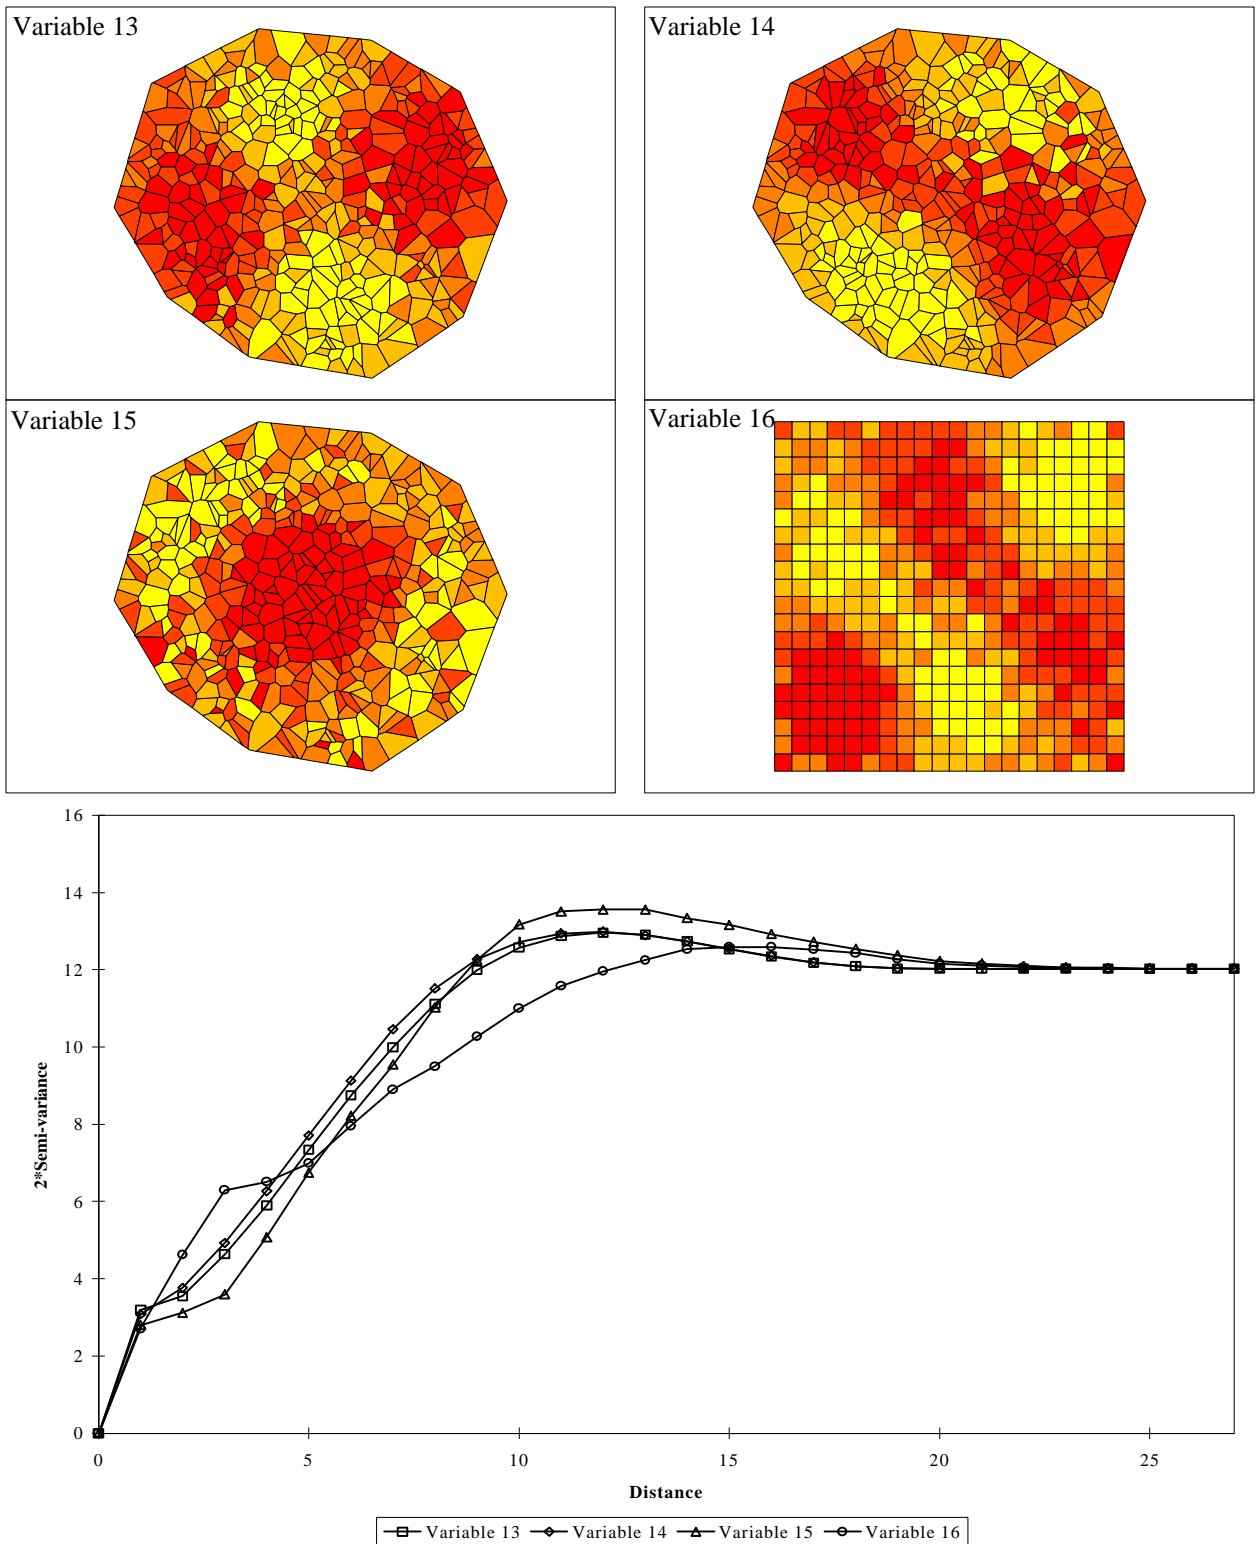 Variable 13
Variable 14
Variable 15
Variable 16
16
14
12
10
8
6
4
2
0
2*Semi-variance
0 5 10 15 20 25
Distance
Variable 13 Variable 14 Variable 15 Variable 16